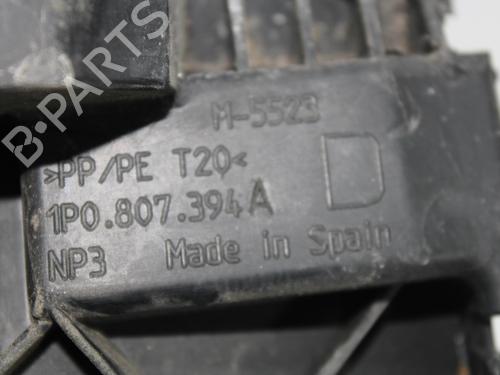 M-5523
>PP/PE T20<
D
1P0.807.394 A
NP3 Made in Spain
B-PARTS